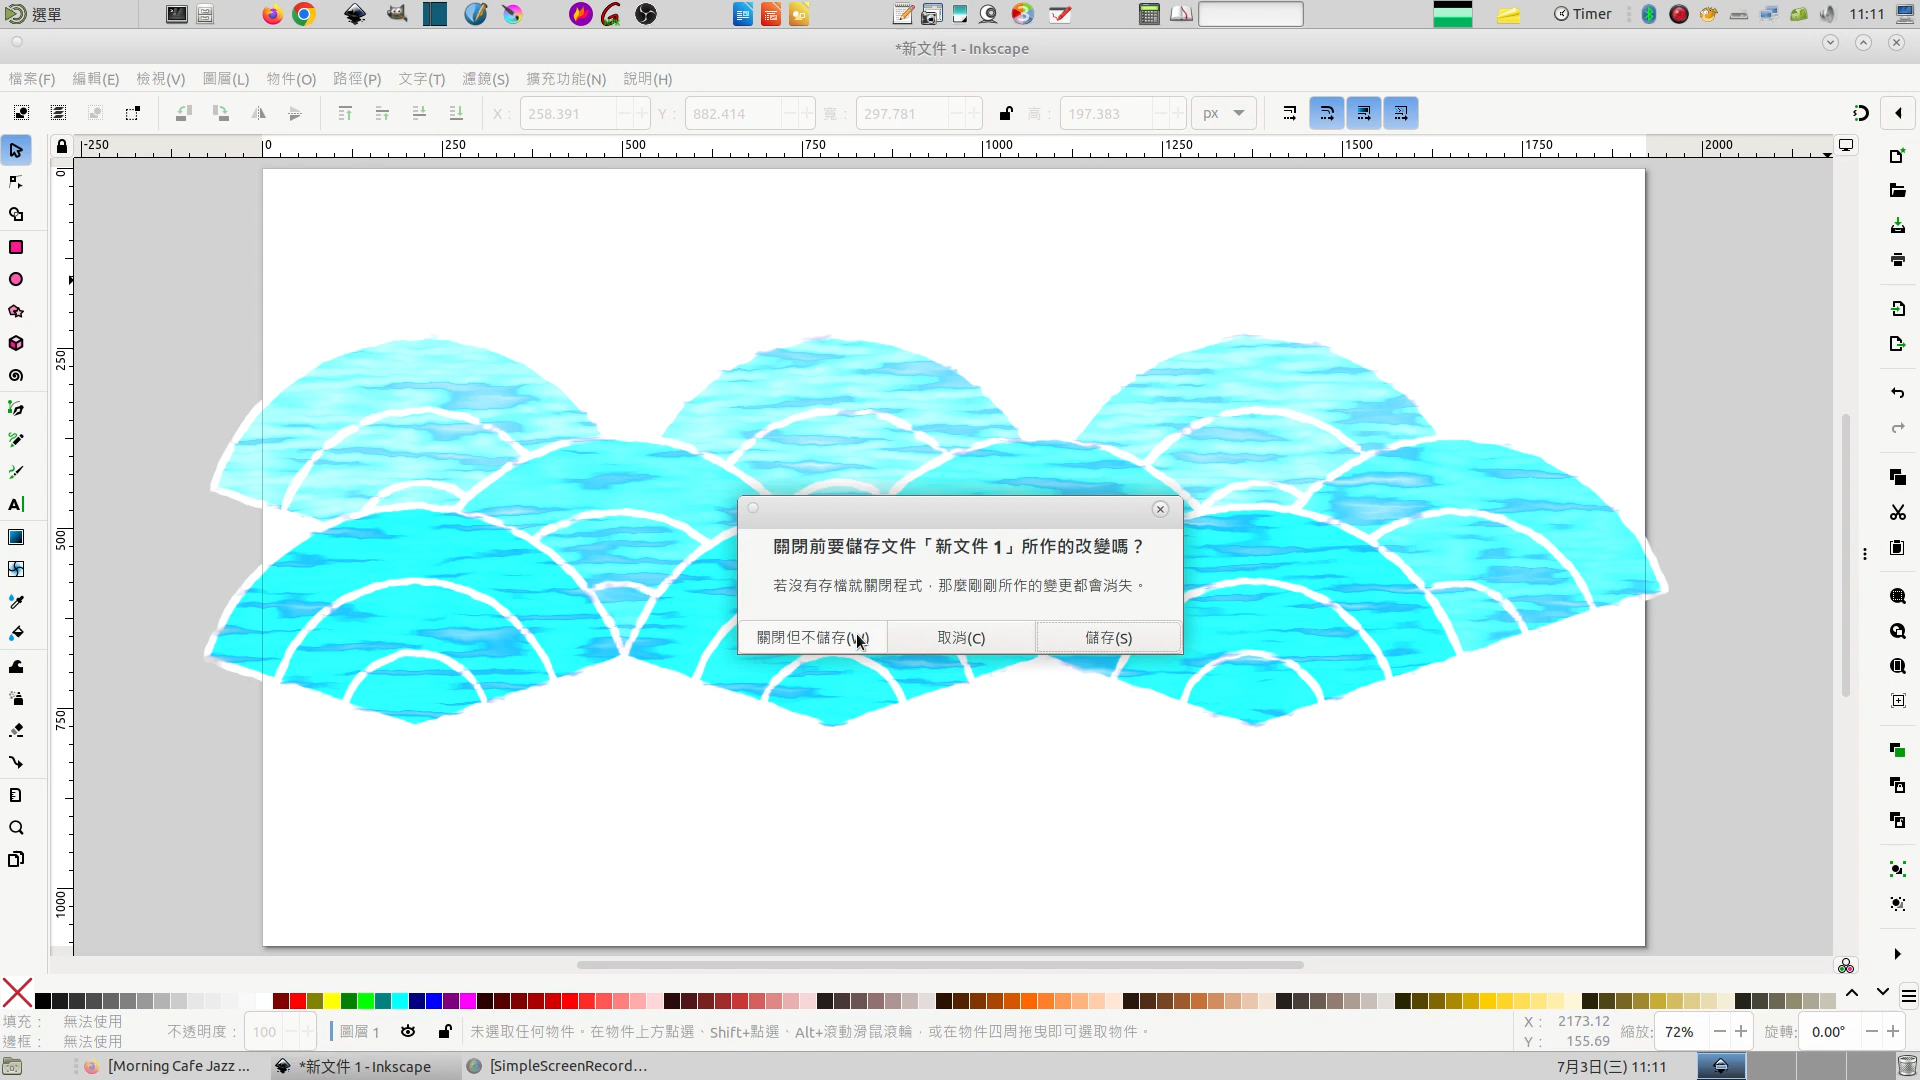 選單
Timer
11:11
*新文件 1 - Inkscape
檔案(F) 編輯(E) 檢視(V) 圖層(L) 物件(O) 路徑(P) 文字(T) 濾鏡(S) 擴充功能(N) 說明(H)
X: 258.391 Y: 882.414 寬: 297.781 高: 197.383 px
-250 0 250 500 750 1000 1250 1500 1750 2000
0
250
500
750
1000
關閉前要儲存文件「新文件 1」所作的改變嗎？
若沒有存檔就關閉程式，那麼剛剛所作的變更都會消失。
關閉但不儲存(W) 取消(C) 儲存(S)
填充: 無法使用
邊框: 無法使用
不透明度: 100
圖層 1
未選取任何物件。在物件上方點選、Shift+點選、Alt+滾動滑鼠滾輪，或在物件四周拖曳即可選取物件。
X: 2173.12
Y: 155.69
縮放: 72%
旋轉: 0.00°
[Morning Cafe Jazz ...
*新文件 1 - Inkscape
[SimpleScreenRecord...
7月3日(三) 11:11